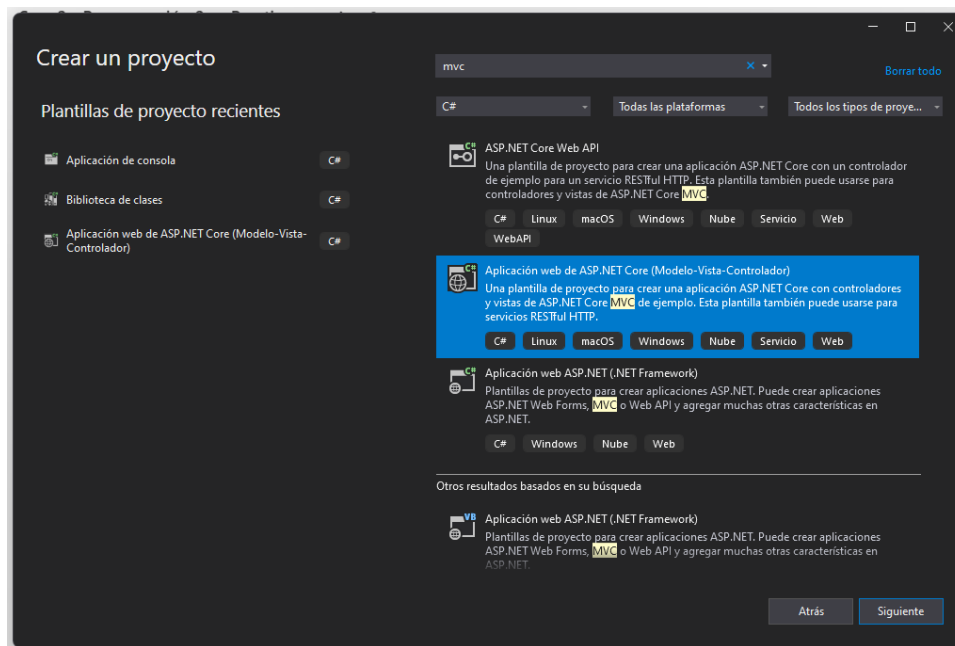 Crear un proyecto
Plantillas de proyecto recientes
Aplicación de consola
C#
Biblioteca de clases
C#
Aplicación web de ASP.NET Core (Modelo-Vista-
Controlador)
C#
mvc
Borrar todo
C#
Todas las plataformas
Todos los tipos de proye...
C#
ASP.NET Core Web API
Una plantilla de proyecto para crear una aplicación ASP.NET Core con un controlador
de ejemplo para un servicio RESTful HTTP. Esta plantilla también puede usarse para
controladores y vistas de ASP.NET Core MVC.
C# Linux macOS Windows Nube Servicio Web
WebAPI
C#
Aplicación web de ASP.NET Core (Modelo-Vista-Controlador)
Una plantilla de proyecto para crear una aplicación ASP.NET Core con controladores
y vistas de ASP.NET Core MVC de ejemplo. Esta plantilla también puede usarse para
servicios RESTful HTTP.
C# Linux macOS Windows Nube Servicio Web
C#
Aplicación web ASP.NET (.NET Framework)
Plantillas de proyecto para crear aplicaciones ASP.NET. Puede crear aplicaciones
ASP.NET Web Forms, MVC o Web API y agregar muchas otras características en
ASP.NET.
C# Windows Nube Web
Otros resultados basados en su búsqueda
VB
Aplicación web ASP.NET (.NET Framework)
Plantillas de proyecto para crear aplicaciones ASP.NET. Puede crear aplicaciones
ASP.NET Web Forms, MVC o Web API y agregar muchas otras características en
ASP.NET.
Atrás
Siguiente